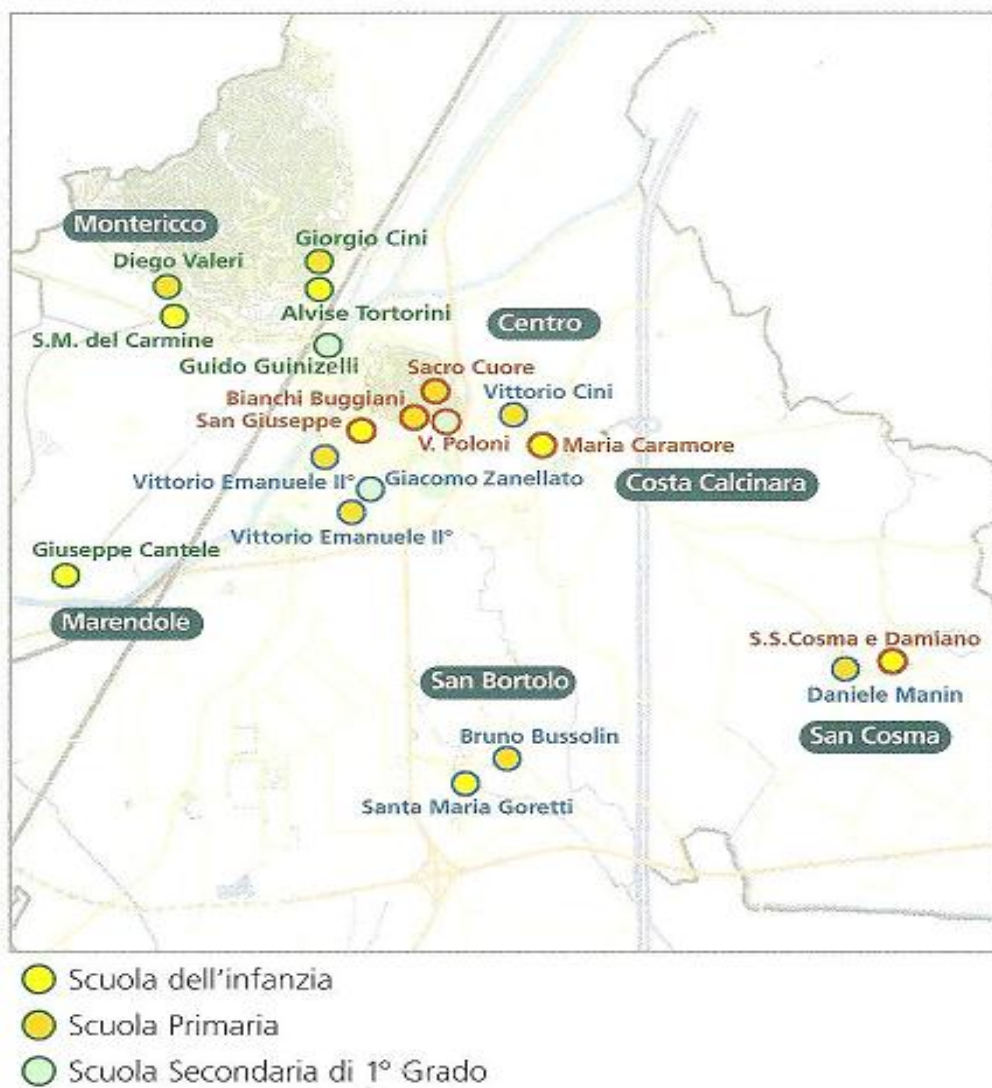 Montericco
Giorgio Cini
Diego Valeri
Alvise Tortorini
Centro
S.M. del Carmine
Guido Guinizelli
Sacro Cuore
Bianchi Buggiani
Vittorio Cini
San Giuseppe
V. Poloni
Maria Caramore
Vittorio Emanuele II°
Giacomo Zanellato
Costa Calcinara
Vittorio Emanuele II°
Giuseppe Cantele
Marendole
S.S.Cosma e Damiano
San Bortolo
Daniele Manin
Bruno Bussolin
San Cosma
Santa Maria Goretti
Scuola dell'infanzia
Scuola Primaria
Scuola Secondaria di 1° Grado